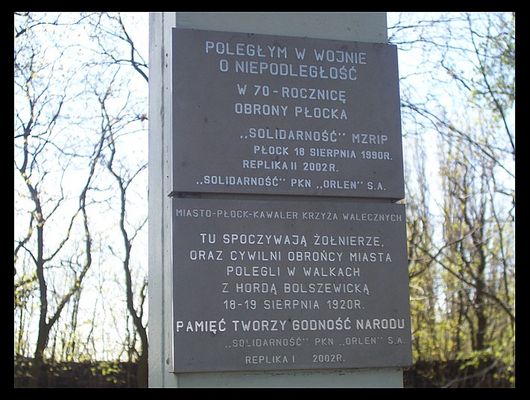 POLEGŁYM W WOJNIE
O NIEPODLEGŁOŚĆ
W 70-ROCZNICĘ
OBRONY PŁOCKA
„SOLIDARNOŚĆ" MZRIP
PŁOCK 18 SIERPNIA 1990R.
REPLIKA II 2002R.
„SOLIDARNOŚĆ" PKN „ORLEN" S.A.
MIASTO-PŁOCK-KAWALER KRZYŻA WALECZNYCH
TU SPOCZYWAJĄ ŻOŁNIERZE,
ORAZ CYWILNI OBROŃCY MIASTA
POLEGLI W WALKACH
Z HORDĄ BOLSZEWICKĄ
18-19 SIERPNIA 1920R.
PAMIĘĆ TWORZY GODNOŚĆ NARODU
„SOLIDARNOŚĆ" PKN „ORLEN" S.A.
REPLIKA I 2002R.